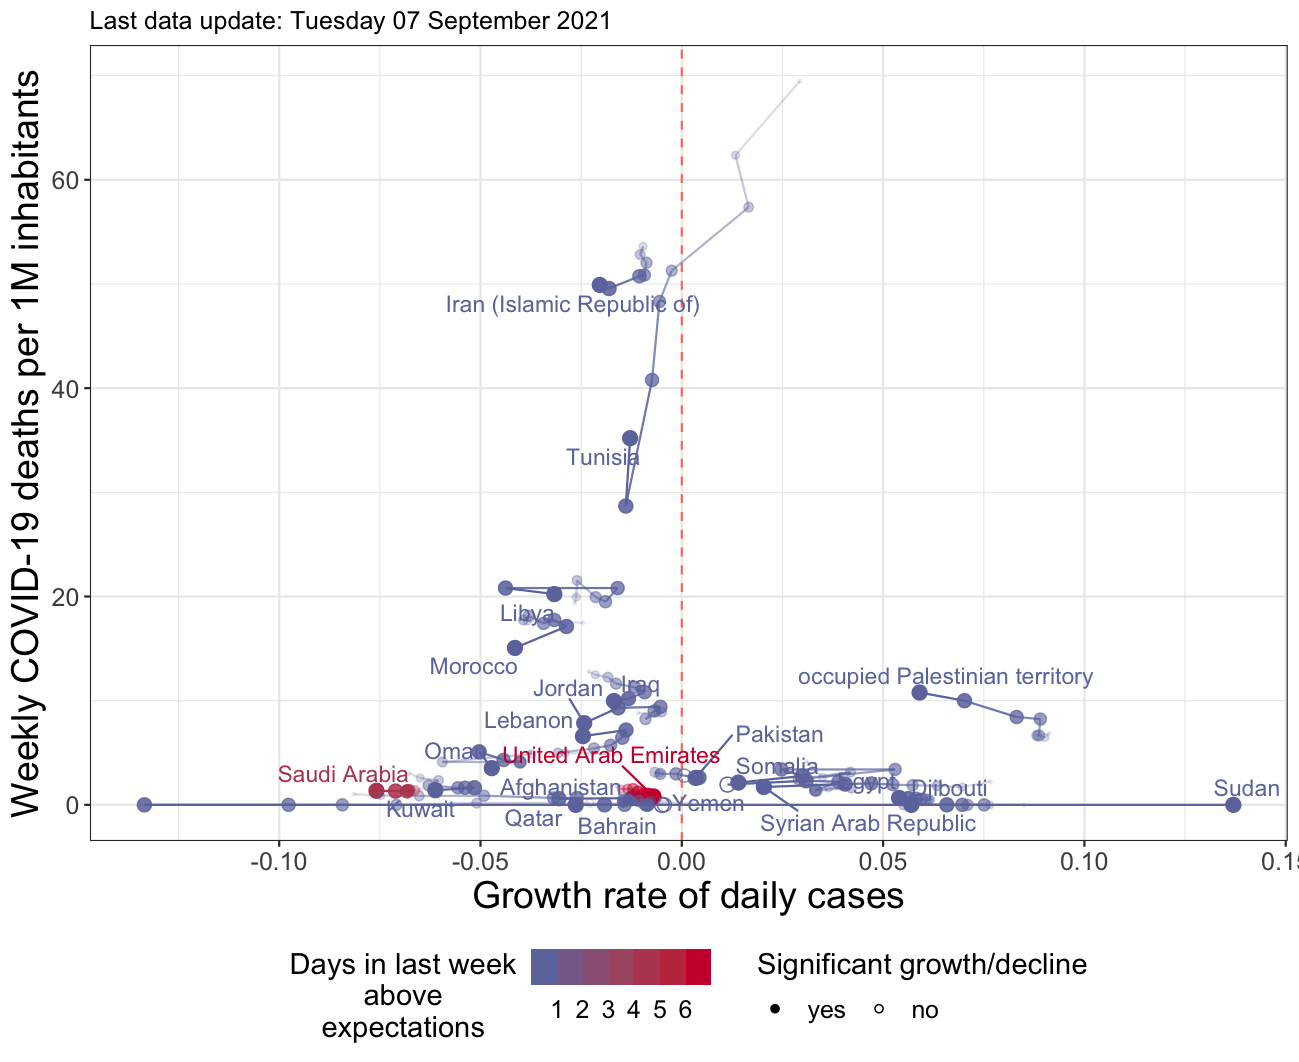 Last data update: Tuesday 07 September 2021
Weekly COVID-19 deaths per 1M inhabitants
60
40
20
0
Iran (Islamic Republic of)
Tunisia
Libya
Morocco
occupied Palestinian territory
Jordan
Iraq
Lebanon
Pakistan
Oman
United Arab Emirates
Somalia
Saudi Arabia
Afghanistan
Egypt
Djibouti
Sudan
Kuwait
Yemen
Qatar
Bahrain
Syrian Arab Republic
-0.10 -0.05 0.00 0.05 0.10 0.15
Growth rate of daily cases
Days in last week
above
expectations
1 2 3 4 5 6
Significant growth/decline
yes no